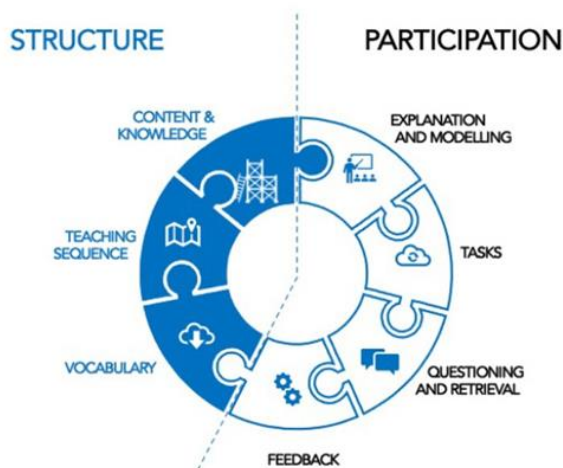 STRUCTURE
PARTICIPATION
CONTENT &
KNOWLEDGE
EXPLANATION
AND MODELLING
TEACHING
SEQUENCE
TASKS
VOCABULARY
QUESTIONING
AND RETRIEVAL
FEEDBACK